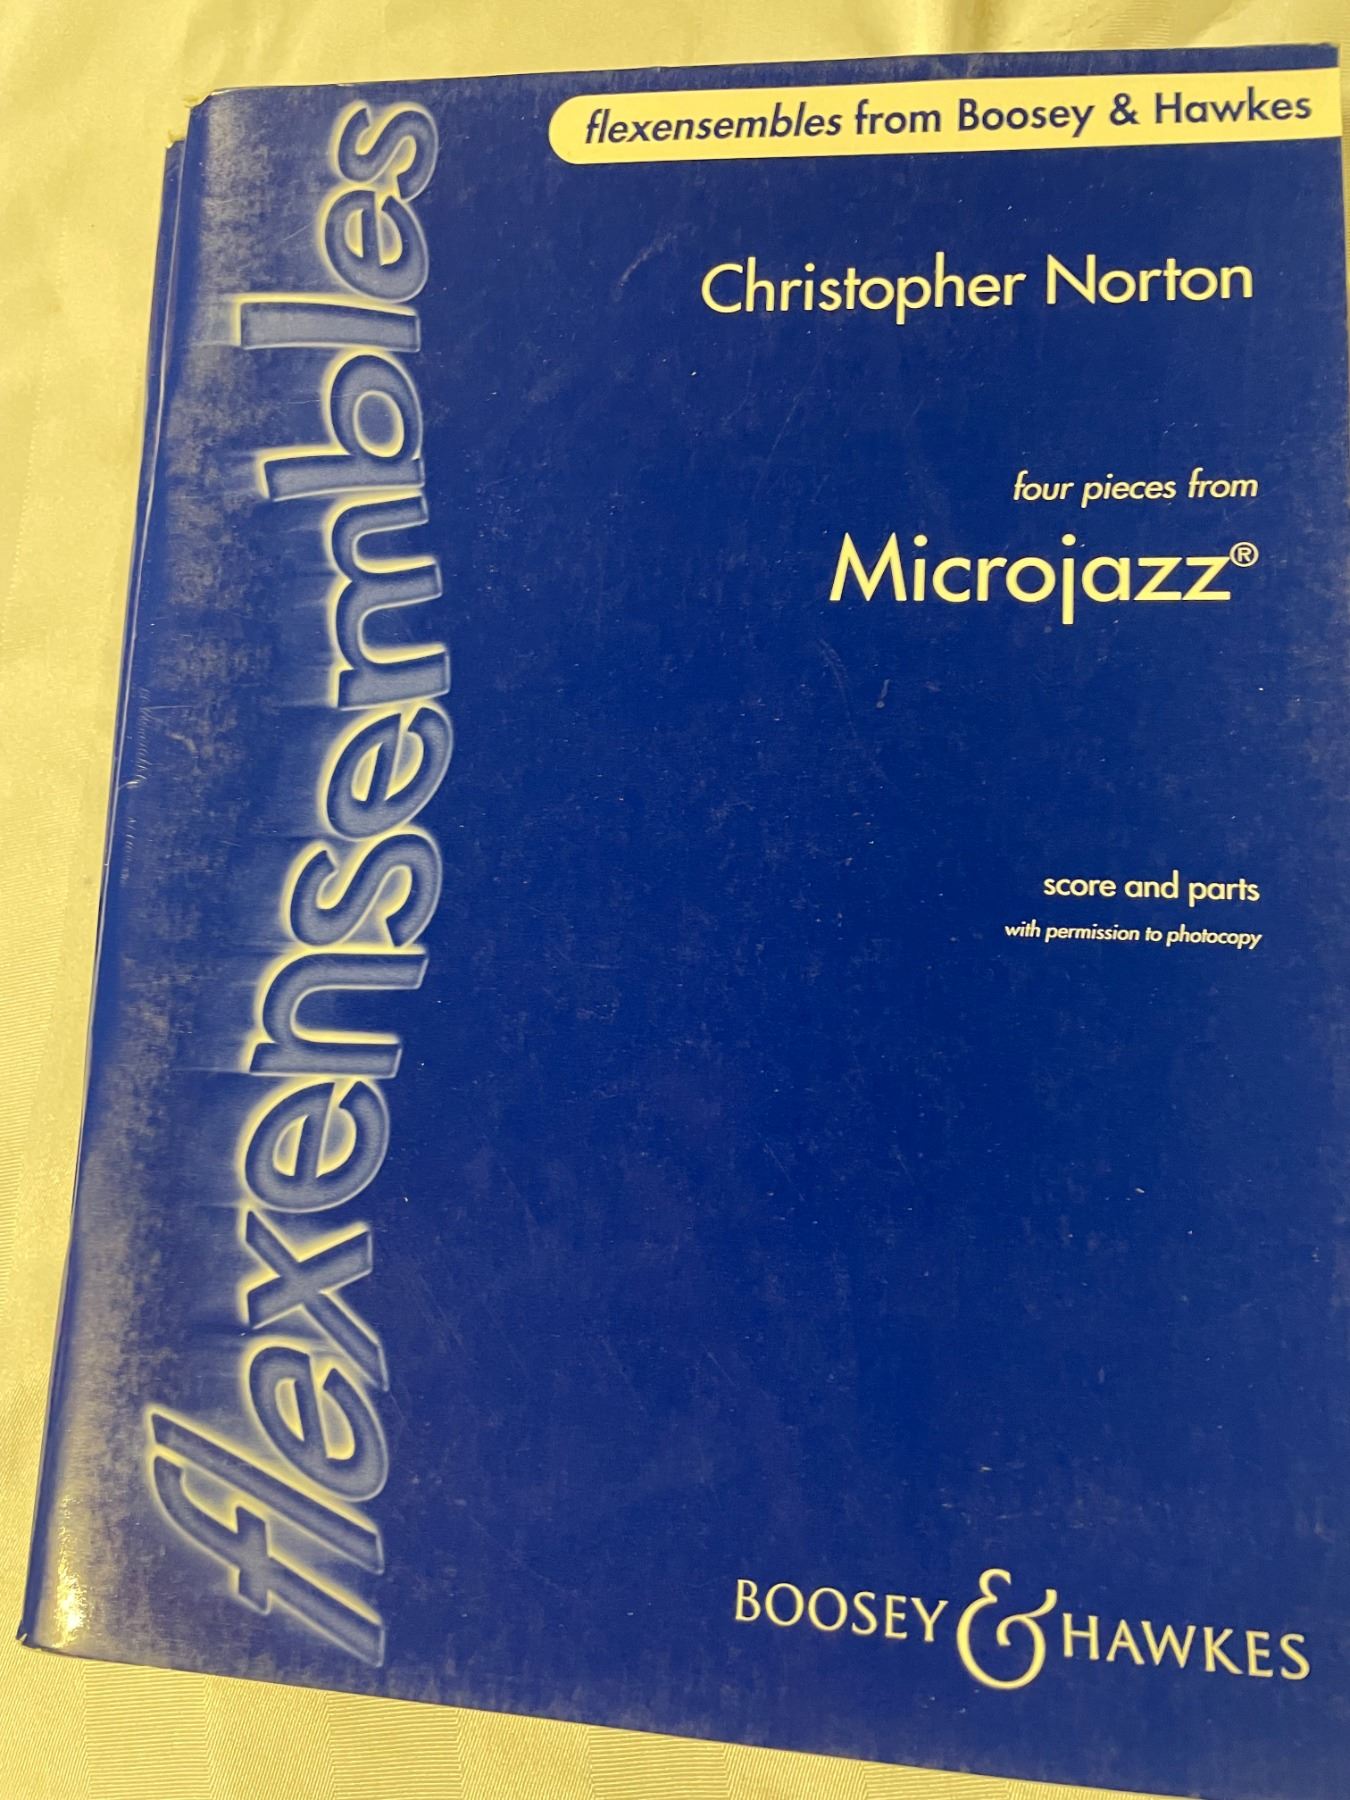 flexensembles from Boosey & Hawkes
flexensembles
Christopher Norton
four pieces from
Microjazz®
score and parts
with permission to photocopy
BOOSEY & HAWKES